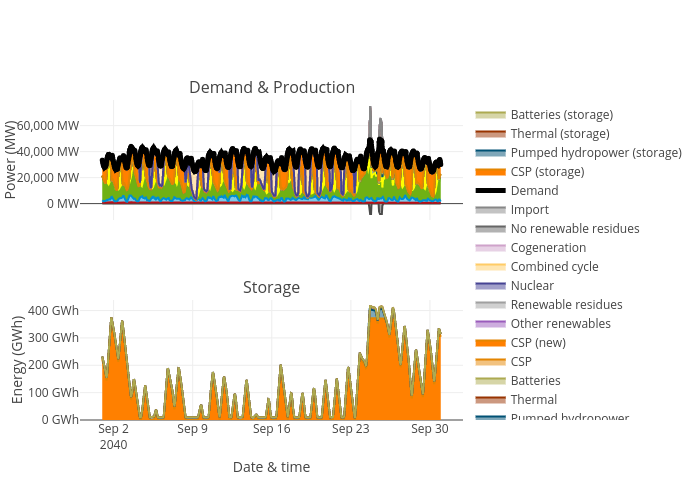 Demand & Production
Power (MW)
60,000 MW
40,000 MW
20,000 MW
0 MW
Storage
Energy (GWh)
400 GWh
300 GWh
200 GWh
100 GWh
0 GWh
Sep 2
2040
Sep 9
Sep 16
Sep 23
Sep 30
Date & time
Batteries (storage)
Thermal (storage)
Pumped hydropower (storage)
CSP (storage)
Demand
Import
No renewable residues
Cogeneration
Combined cycle
Nuclear
Renewable residues
Other renewables
CSP (new)
CSP
Batteries
Thermal
Pumped hydropower